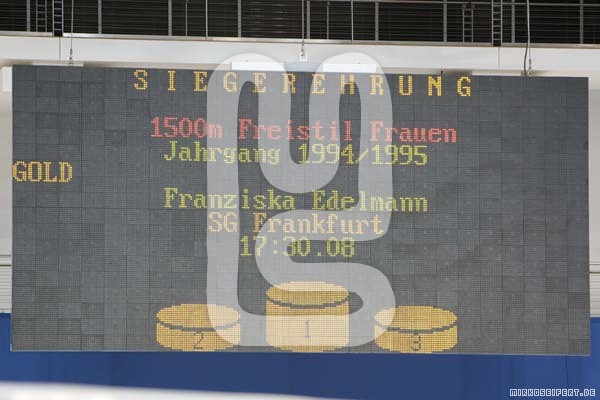 SIEGEREHRUNG
1500m Freistil Frauen
Jahrgang 1994/1995
GOLD
Franziska Edelmann
SG Frankfurt
17:30.08
2 1 3
MIRKOSEIFERT.DE